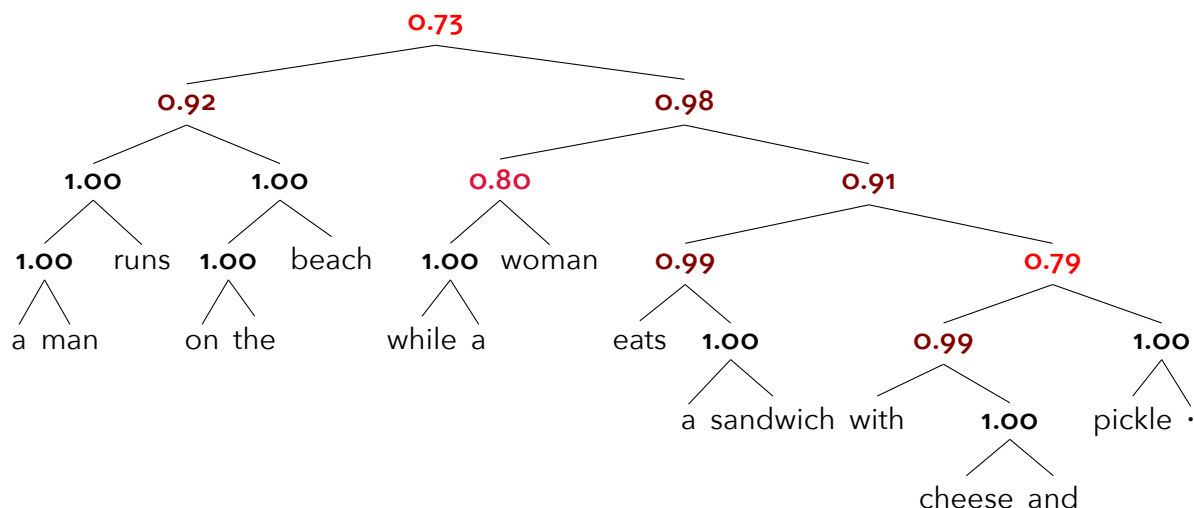 0.73
0.92 0.98
1.00 1.00 0.80 0.91
1.00 runs 1.00 beach 1.00 woman 0.99 0.79
a man on the while a eats 1.00 0.99 1.00
a sandwich with 1.00 pickle .
cheese and